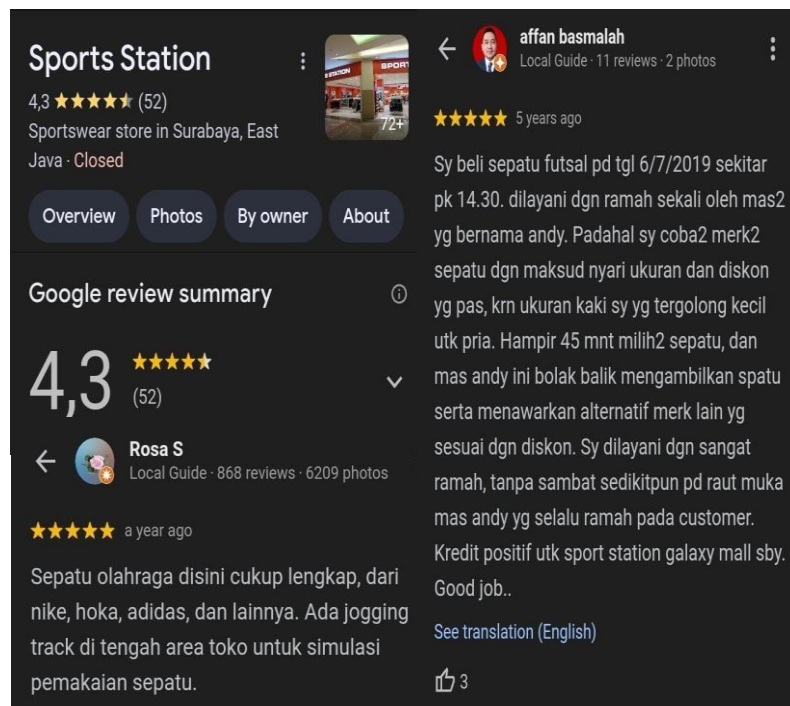 Sports Station
4,3 (52)
Sportswear store in Surabaya, East
Java · Closed
STATION
SPORT
72+
Overview
Photos
By owner
About
Google review summary
4,3
(52)
Rosa S
Local Guide · 868 reviews · 6209 photos
a year ago
Sepatu olahraga disini cukup lengkap, dari
nike, hoka, adidas, dan lainnya. Ada jogging
track di tengah area toko untuk simulasi
pemakaian sepatu.
affan basmalah
Local Guide · 11 reviews · 2 photos
5 years ago
Sy beli sepatu futsal pd tgl 6/7/2019 sekitar
pk 14.30. dilayani dgn ramah sekali oleh mas2
yg bernama andy. Padahal sy coba2 merk2
sepatu dgn maksud nyari ukuran dan diskon
yg pas, krn ukuran kaki sy yg tergolong kecil
utk pria. Hampir 45 mnt milih2 sepatu, dan
mas andy ini bolak balik mengambilkan spatu
serta menawarkan alternatif merk lain yg
sesuai dgn diskon. Sy dilayani dgn sangat
ramah, tanpa sambat sedikitpun pd raut muka
mas andy yg selalu ramah pada customer.
Kredit positif utk sport station galaxy mall sby.
Good job..
See translation (English)
3